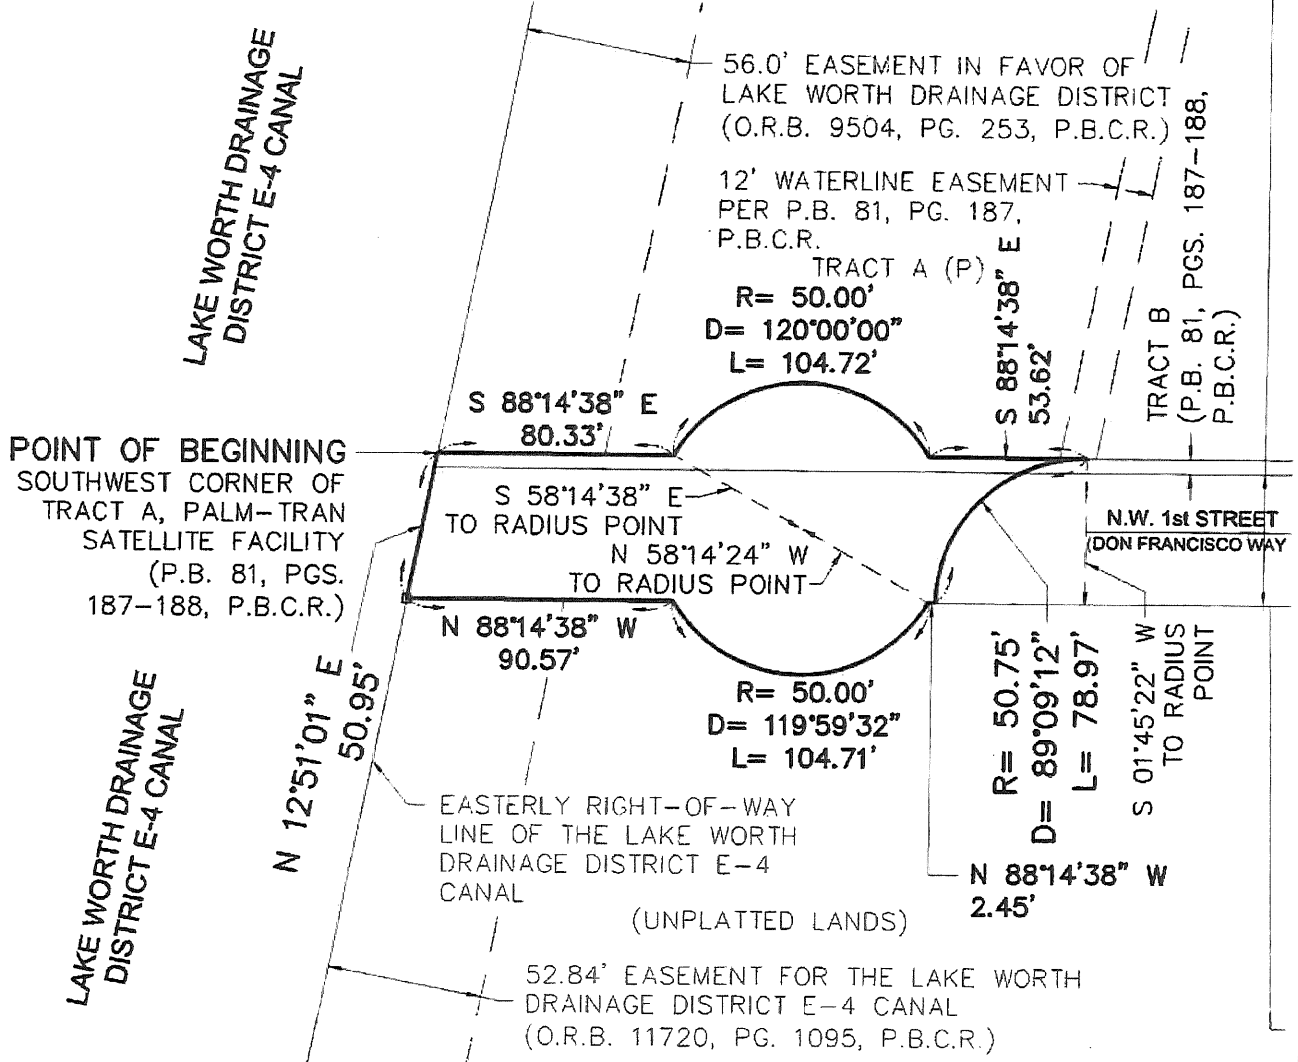 LAKE WORTH DRAINAGE
DISTRICT E-4 CANAL
56.0' EASEMENT IN FAVOR OF
LAKE WORTH DRAINAGE DISTRICT
(O.R.B. 9504, PG. 253, P.B.C.R.)
12' WATERLINE EASEMENT
PER P.B. 81, PG. 187,
P.B.C.R.
TRACT A (P)
R= 50.00'
D= 120°00'00"
L= 104.72'
S 88°14'38" E
53.62'
TRACT B
(P.B. 81, PGS. 187-188,
P.B.C.R.)
S 88°14'38" E
80.33'
POINT OF BEGINNING
SOUTHWEST CORNER OF
TRACT A, PALM-TRAN
SATELLITE FACILITY
(P.B. 81, PGS.
187-188, P.B.C.R.)
S 58°14'38" E
TO RADIUS POINT
N 58°14'24" W
TO RADIUS POINT
N.W. 1st STREET
(DON FRANCISCO WAY
N 88°14'38" W
90.57'
N 12°51'01" E
50.95'
R= 50.00'
D= 119°59'32"
L= 104.71'
R= 50.75'
D= 89°09'12"
L= 78.97'
S 01°45'22" W
TO RADIUS
POINT
LAKE WORTH DRAINAGE
DISTRICT E-4 CANAL
EASTERLY RIGHT-OF-WAY
LINE OF THE LAKE WORTH
DRAINAGE DISTRICT E-4
CANAL
N 88°14'38" W
2.45'
(UNPLATTED LANDS)
52.84' EASEMENT FOR THE LAKE WORTH
DRAINAGE DISTRICT E-4 CANAL
(O.R.B. 11720, PG. 1095, P.B.C.R.)